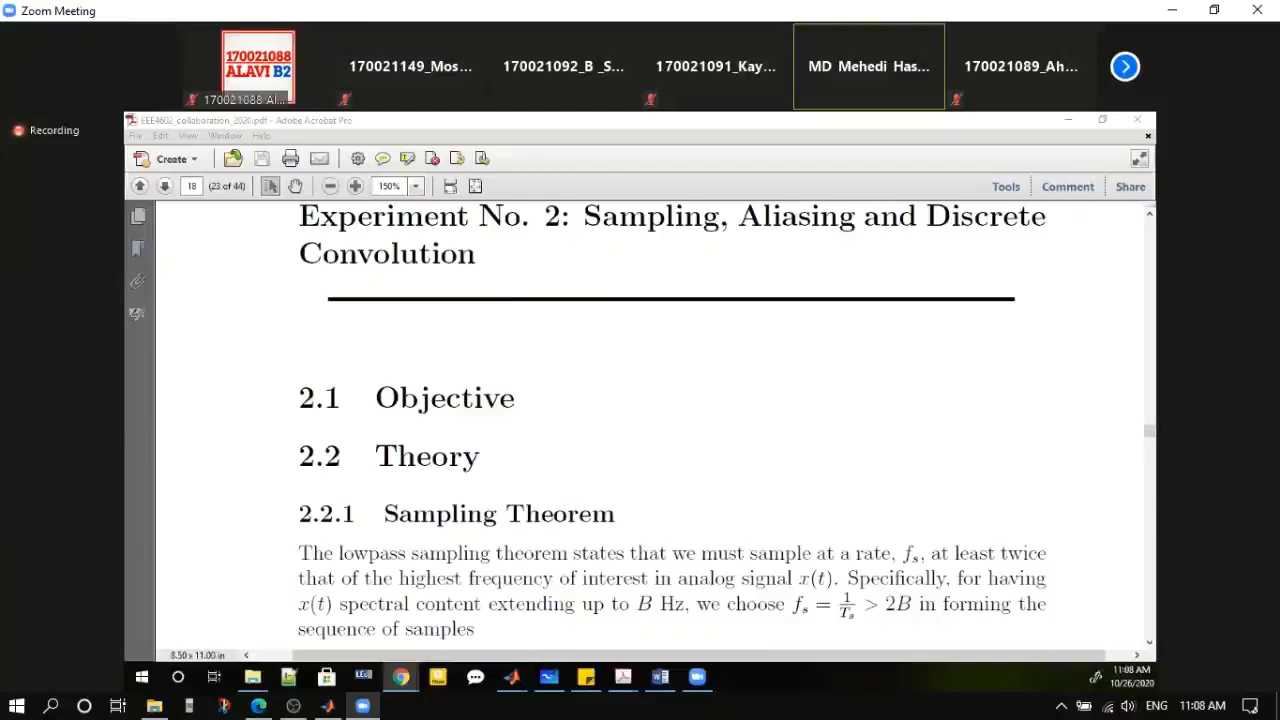 Zoom Meeting
170021088
ALAVI B2
170021149_Mos...
170021092_B _S...
170021091_Kay...
MD Mehedi Has...
170021089_Ah...
170021088 Al...
Recording
EEE4602_collaboration_2020.pdf - Adobe Acrobat Pro
File Edit View Window Help
Create
18 (23 of 44) 150% Tools Comment Share
Experiment No. 2: Sampling, Aliasing and Discrete
Convolution
2.1 Objective
2.2 Theory
2.2.1 Sampling Theorem
The lowpass sampling theorem states that we must sample at a rate, fₛ, at least twice
that of the highest frequency of interest in analog signal x(t). Specifically, for having
x(t) spectral content extending up to B Hz, we choose fₛ = 1/Tₛ > 2B in forming the
sequence of samples
8.50 x 11.00 in
11:08 AM
10/26/2020
ENG 11:08 AM